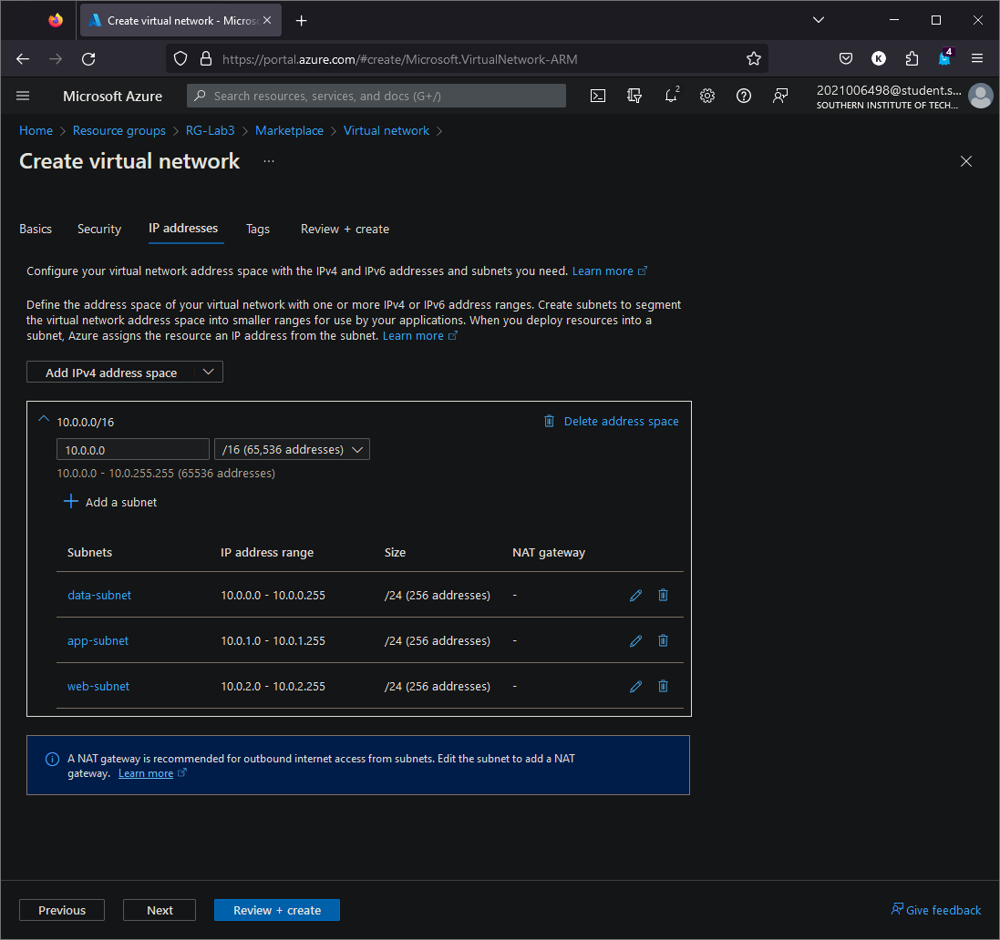 Create virtual network - Micros
https://portal.azure.com/#create/Microsoft.VirtualNetwork-ARM
K
4
Microsoft Azure
Search resources, services, and docs (G+/)
2
2021006498@student.s...
SOUTHERN INSTITUTE OF TECH...
Home > Resource groups > RG-Lab3 > Marketplace > Virtual network >
Create virtual network ...
Basics Security IP addresses Tags Review + create
Configure your virtual network address space with the IPv4 and IPv6 addresses and subnets you need. Learn more
Define the address space of your virtual network with one or more IPv4 or IPv6 address ranges. Create subnets to segment
the virtual network address space into smaller ranges for use by your applications. When you deploy resources into a
subnet, Azure assigns the resource an IP address from the subnet. Learn more
Add IPv4 address space
10.0.0.0/16 Delete address space
10.0.0.0 /16 (65,536 addresses)
10.0.0.0 - 10.0.255.255 (65536 addresses)
+ Add a subnet
Subnets IP address range Size NAT gateway
data-subnet 10.0.0.0 - 10.0.0.255 /24 (256 addresses) -
app-subnet 10.0.1.0 - 10.0.1.255 /24 (256 addresses) -
web-subnet 10.0.2.0 - 10.0.2.255 /24 (256 addresses) -
A NAT gateway is recommended for outbound internet access from subnets. Edit the subnet to add a NAT
gateway. Learn more
Previous Next Review + create Give feedback